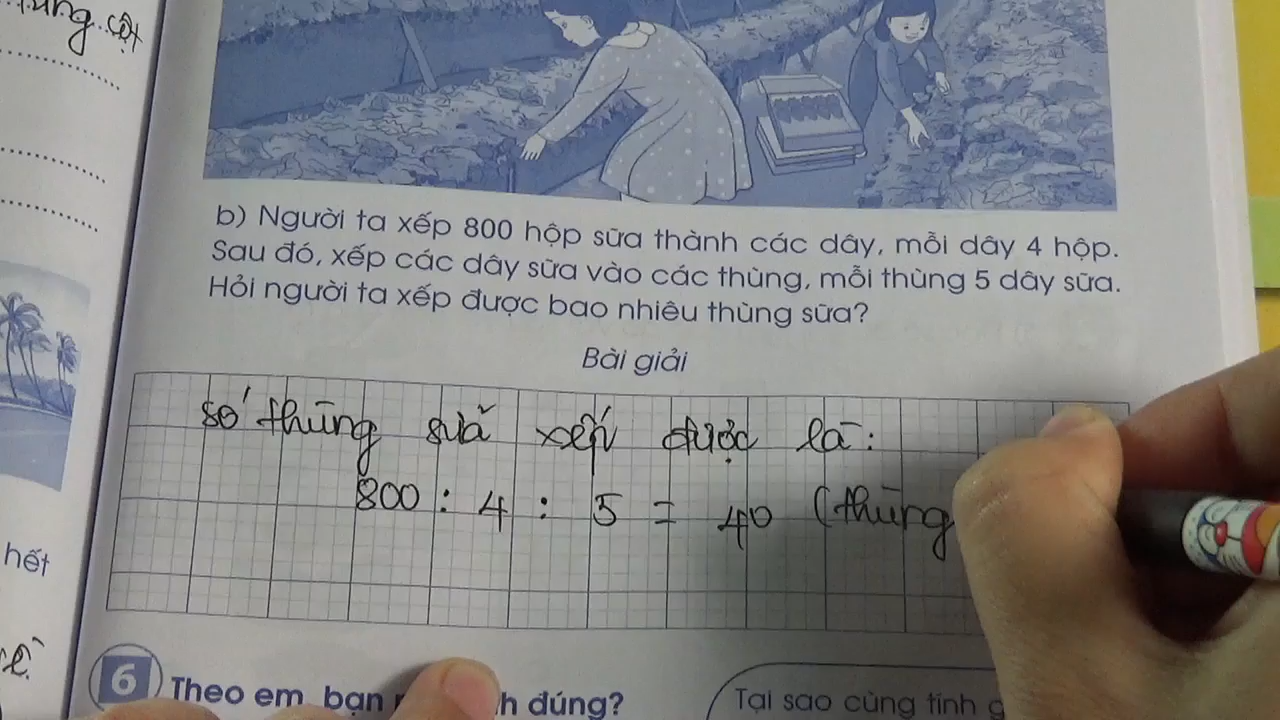 cột
b) Người ta xếp 800 hộp sữa thành các dây, mỗi dây 4 hộp.
Sau đó, xếp các dây sữa vào các thùng, mỗi thùng 5 dây sữa.
Hỏi người ta xếp được bao nhiêu thùng sữa?
Bài giải
số thùng sữa xếp được là:
800 : 4 : 5 = 40 (thùng
hết
6 Theo em, bạn đúng?
Tại sao cùng tính